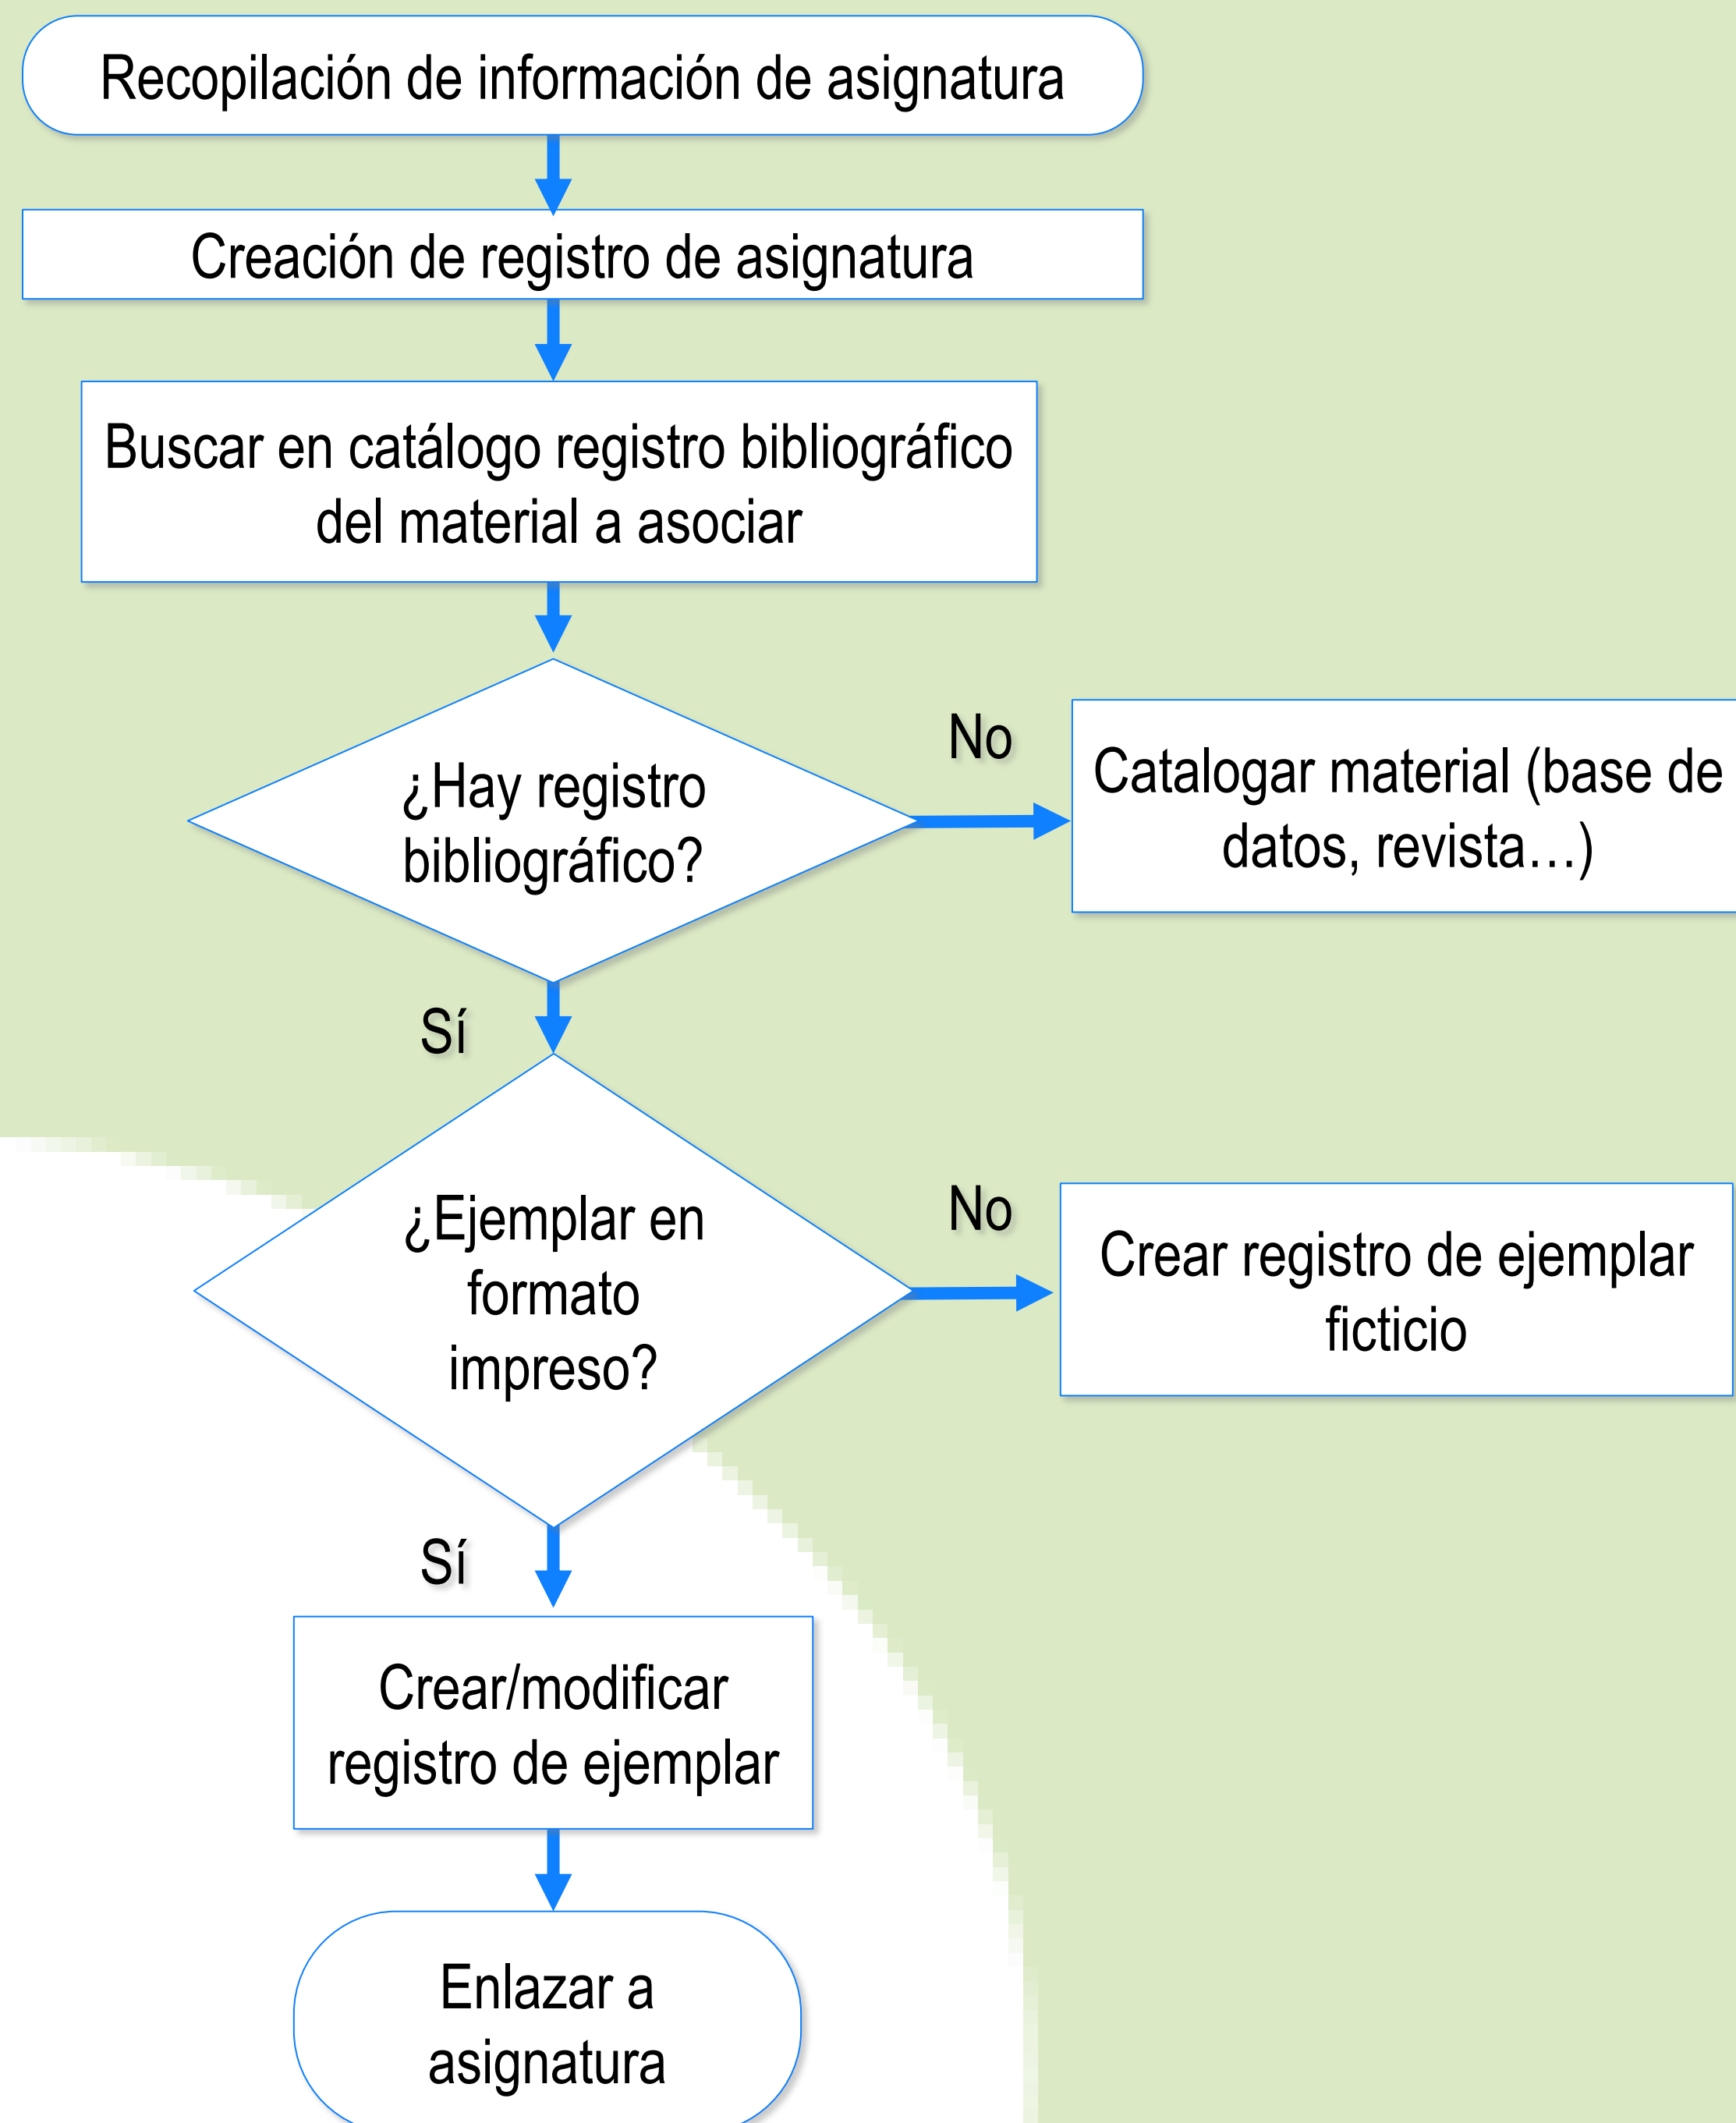 Recopilación de información de asignatura
Creación de registro de asignatura
Buscar en catálogo registro bibliográfico
del material a asociar
¿Hay registro
bibliográfico?
No
Catalogar material (base de
datos, revista…)
Sí
¿Ejemplar en
formato
impreso?
No
Crear registro de ejemplar
ficticio
Sí
Crear/modificar
registro de ejemplar
Enlazar a
asignatura